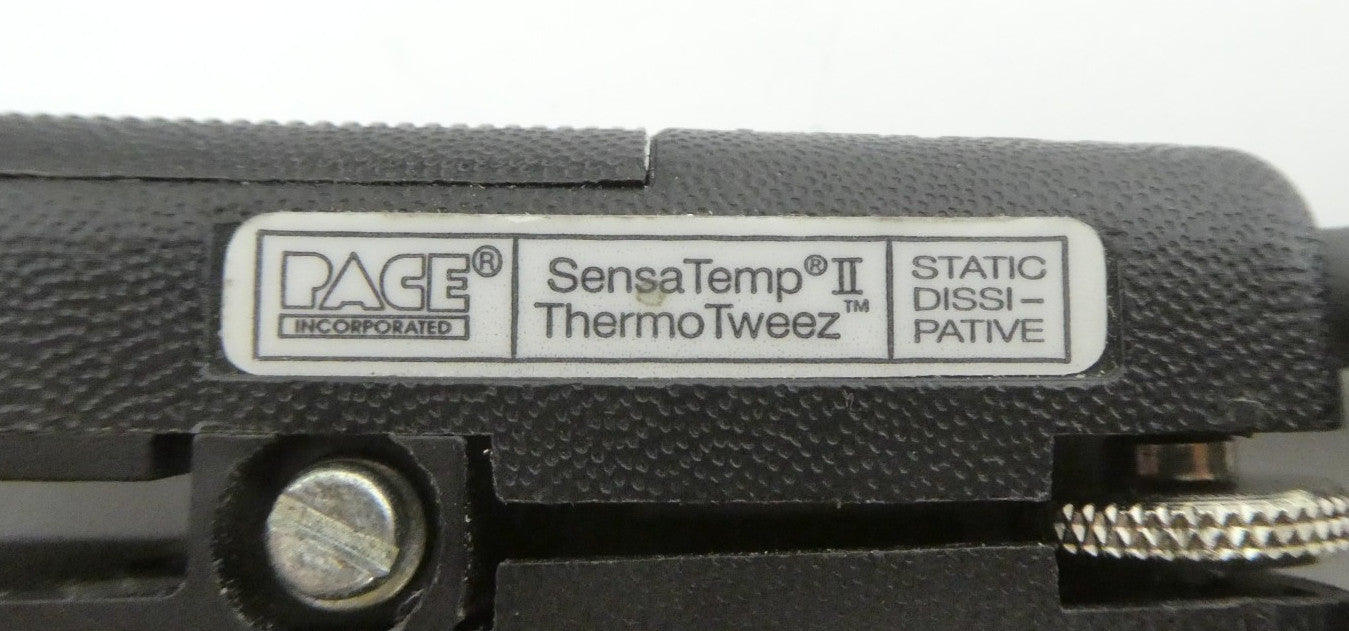 PACE®
INCORPORATED
SensaTemp® II
ThermoTweez™
STATIC
DISSI-
PATIVE